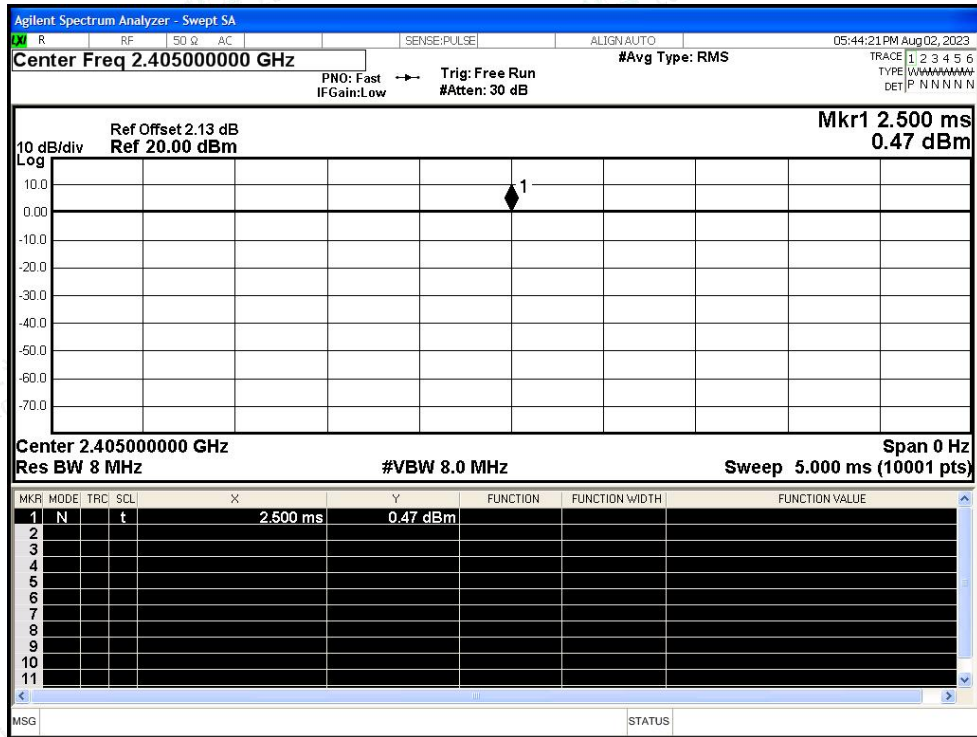 Agilent Spectrum Analyzer - Swept SA
LXI R RF 50 Ω AC SENSE:PULSE ALIGN AUTO 05:44:21 PM Aug 02, 2023
Center Freq 2.405000000 GHz #Avg Type: RMS TRACE 1 2 3 4 5 6
PNO: Fast Trig: Free Run TYPE WWWWWW
IFGain:Low #Atten: 30 dB DET P N N N N N
Mkr1 2.500 ms
Ref Offset 2.13 dB
10 dB/div Ref 20.00 dBm 0.47 dBm
Log
10.0
1
0.00
-10.0
-20.0
-30.0
-40.0
-50.0
-60.0
-70.0
Center 2.405000000 GHz Span 0 Hz
Res BW 8 MHz #VBW 8.0 MHz Sweep 5.000 ms (10001 pts)
MKR MODE TRC SCL X Y FUNCTION FUNCTION WIDTH FUNCTION VALUE
1 N t 2.500 ms 0.47 dBm
2
3
4
5
6
7
8
9
10
11
MSG STATUS